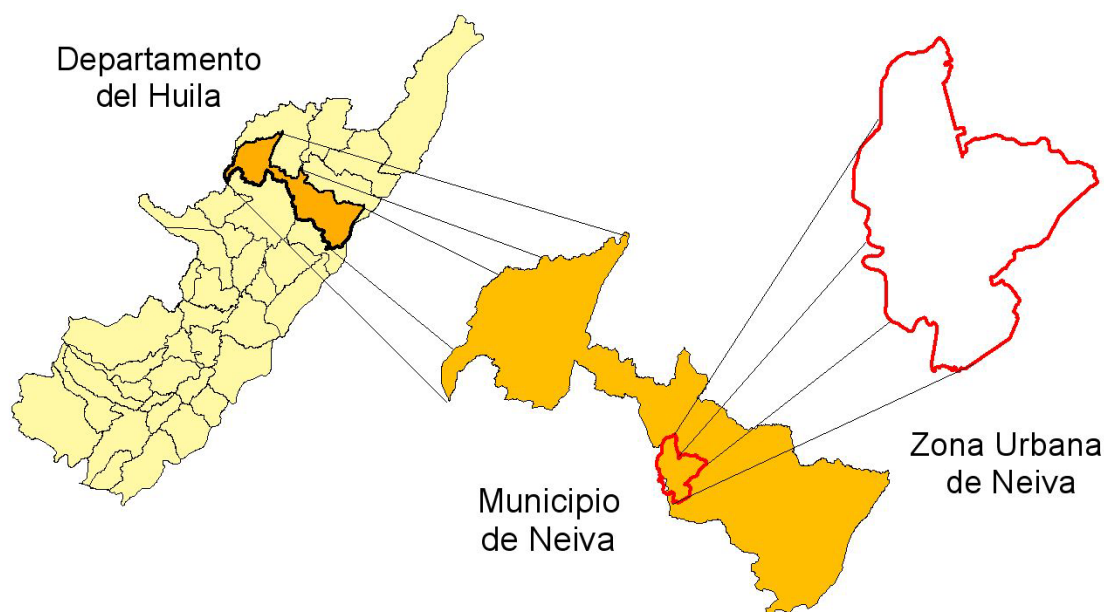 Departamento
del Huila
Municipio
de Neiva
Zona Urbana
de Neiva